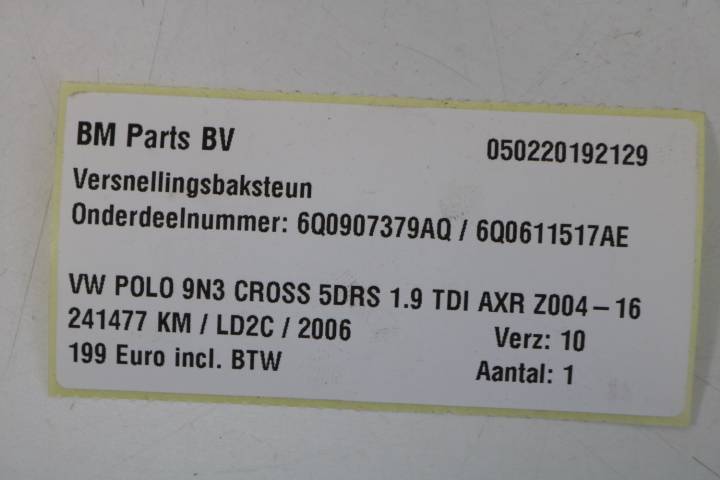 BM Parts BV 050220192129
Versnellingsbaksteun
Onderdeelnummer: 6Q0907379AQ / 6Q0611517AE
VW POLO 9N3 CROSS 5DRS 1.9 TDI AXR Z004-16
241477 KM / LD2C / 2006 Verz: 10
199 Euro incl. BTW Aantal: 1